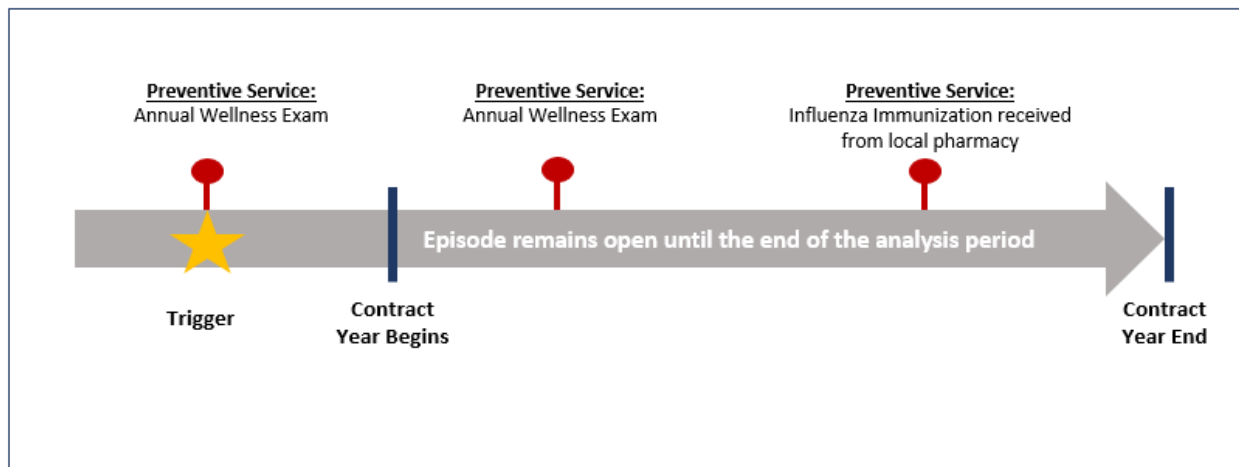 Preventive Service:
Annual Wellness Exam
Preventive Service:
Annual Wellness Exam
Preventive Service:
Influenza Immunization received
from local pharmacy
Episode remains open until the end of the analysis period
Trigger
Contract
Year Begins
Contract
Year End